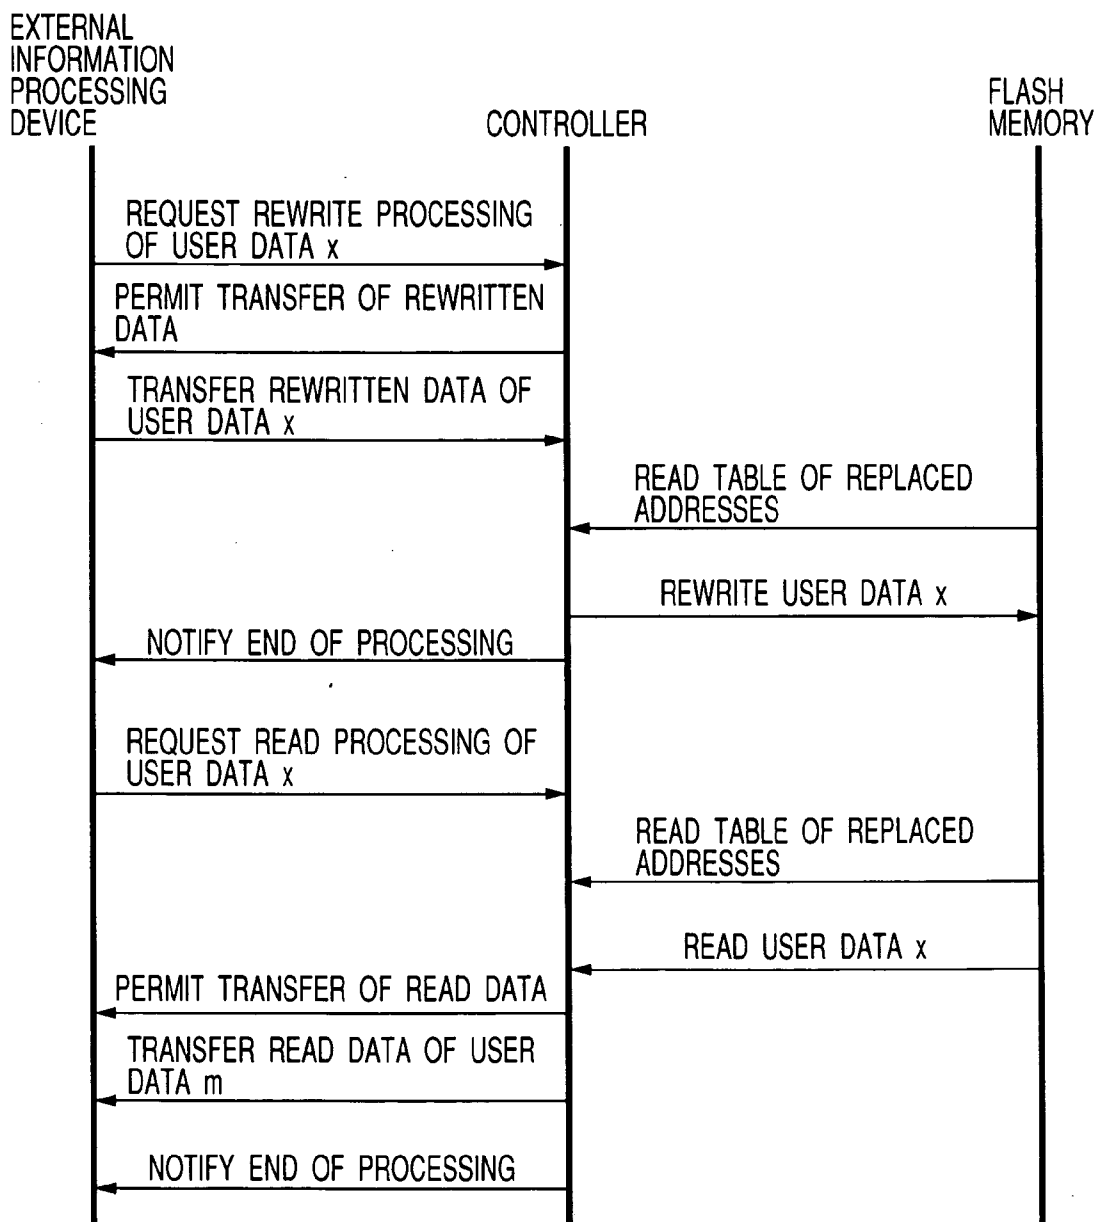 EXTERNAL
INFORMATION
PROCESSING
DEVICE
CONTROLLER
FLASH
MEMORY
REQUEST REWRITE PROCESSING
OF USER DATA x
PERMIT TRANSFER OF REWRITTEN
DATA
TRANSFER REWRITTEN DATA OF
USER DATA x
READ TABLE OF REPLACED
ADDRESSES
REWRITE USER DATA x
NOTIFY END OF PROCESSING
REQUEST READ PROCESSING OF
USER DATA x
READ TABLE OF REPLACED
ADDRESSES
READ USER DATA x
PERMIT TRANSFER OF READ DATA
TRANSFER READ DATA OF USER
DATA m
NOTIFY END OF PROCESSING